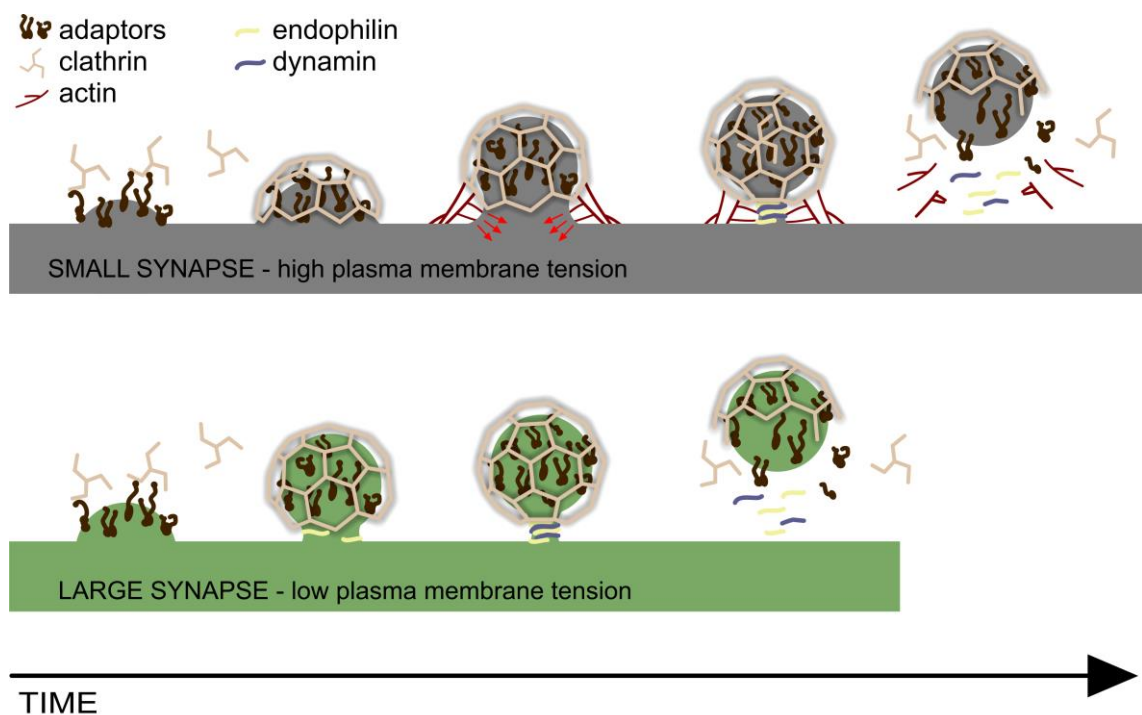 adaptors
clathrin
actin
endophilin
dynamin
SMALL SYNAPSE - high plasma membrane tension
LARGE SYNAPSE - low plasma membrane tension
TIME